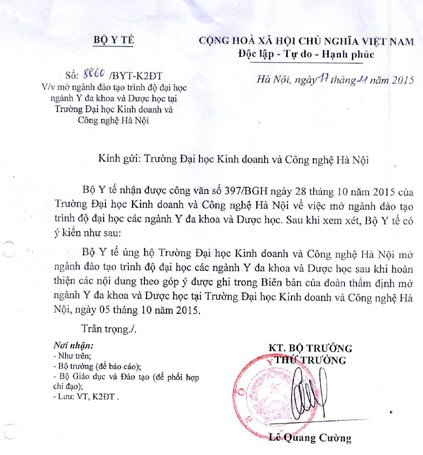 BỘ Y TẾ
CỘNG HOÀ XÃ HỘI CHỦ NGHĨA VIỆT NAM
Độc lập - Tự do - Hạnh phúc
Số: 8860 /BYT-K2ĐT
V/v mở ngành đào tạo trình độ đại học
ngành Y đa khoa và Dược học tại
Trường Đại học Kinh doanh và
Công nghệ Hà Nội
Hà Nội, ngày 17 tháng 11 năm 2015
Kính gửi: Trường Đại học Kinh doanh và Công nghệ Hà Nội
Bộ Y tế nhận được công văn số 397/BGH ngày 28 tháng 10 năm 2015 của
Trường Đại học Kinh doanh và Công nghệ Hà Nội về việc mở ngành đào tạo
trình độ đại học các ngành Y đa khoa và Dược học. Sau khi xem xét, Bộ Y tế có
ý kiến như sau:
Bộ Y tế ủng hộ Trường Đại học Kinh doanh và Công nghệ Hà Nội mở
ngành đào tạo trình độ đại học các ngành Y đa khoa và Dược học sau khi hoàn
thiện các nội dung theo góp ý được ghi trong Biên bản của đoàn thẩm định mở
ngành Y đa khoa và Dược học tại Trường Đại học Kinh doanh và Công nghệ Hà
Nội, ngày 05 tháng 10 năm 2015.
Trân trọng./.
Nơi nhận:
- Như trên;
- Bộ trưởng (để báo cáo);
- Bộ Giáo dục và Đào tạo (để phối hợp
chỉ đạo);
- Lưu: VT, K2ĐT .
KT. BỘ TRƯỞNG
THỨ TRƯỞNG
Lê Quang Cường